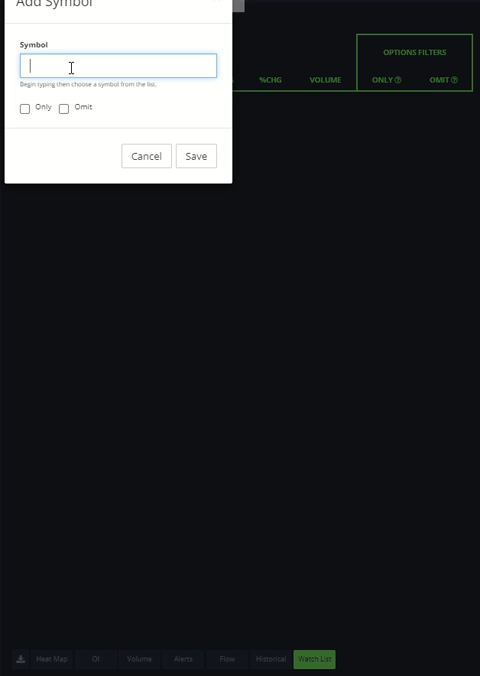 Add Symbol
Symbol
Begin typing then choose a symbol from the list.
Only Omit
Cancel Save
OPTIONS FILTERS
%CHG VOLUME ONLY OMIT
Heat Map OI Volume Alerts Flow Historical Watch List